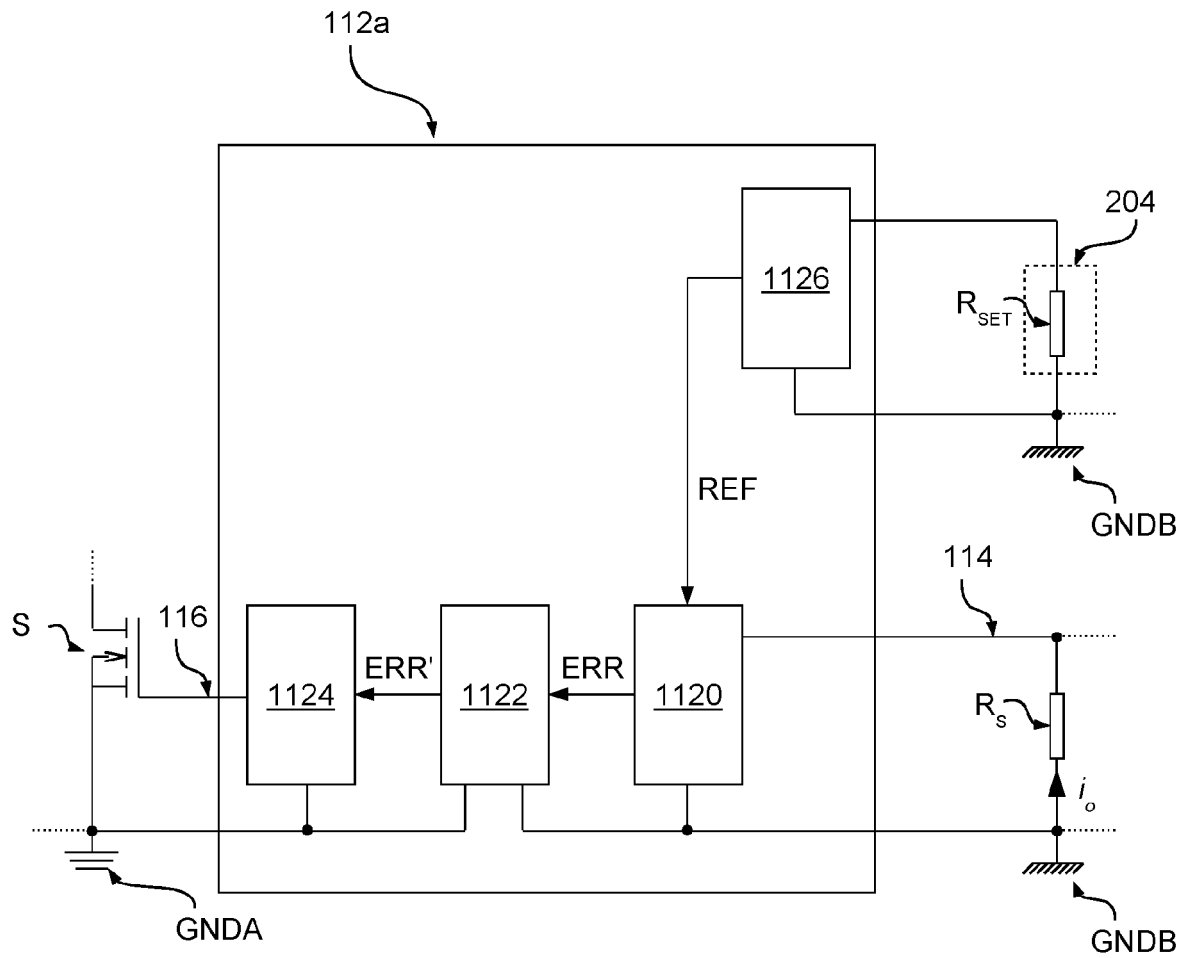 112a
204
1126
R_SET
REF
GNDB
114
116
S
ERR'
ERR
1124
1122
1120
R_S
i_o
GNDA
GNDB